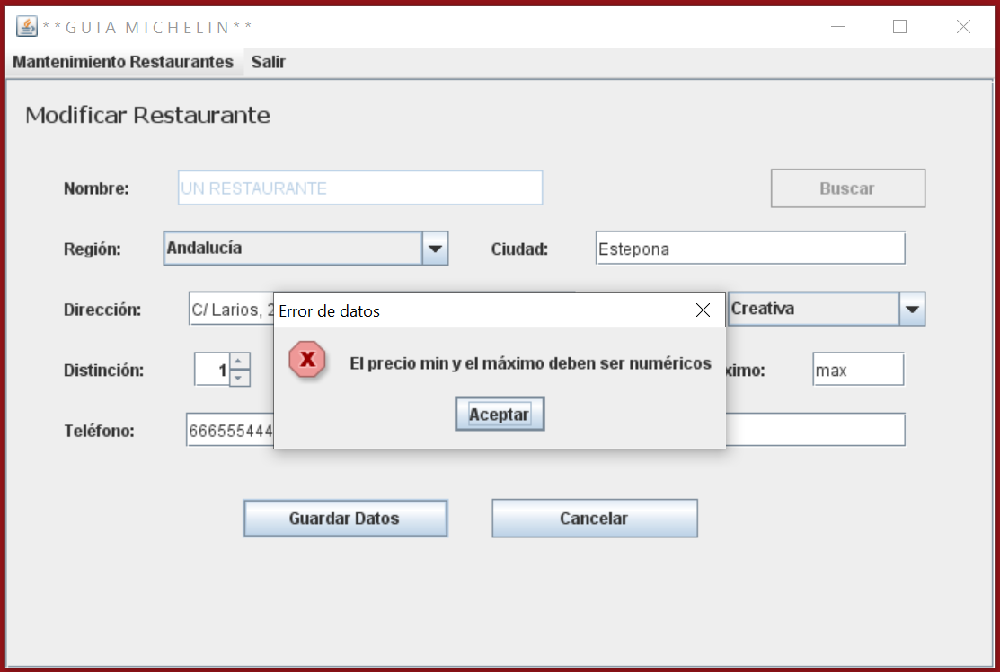 **GUIA MICHELIN**
Mantenimiento Restaurantes Salir
Modificar Restaurante
Nombre: UN RESTAURANTE Buscar
Región: Andalucía Ciudad: Estepona
Dirección: C/ Larios, 2 Creativa
Error de datos
El precio min y el máximo deben ser numéricos
Aceptar
Distinción: 1 ximo: max
Teléfono: 666555444
Guardar Datos Cancelar